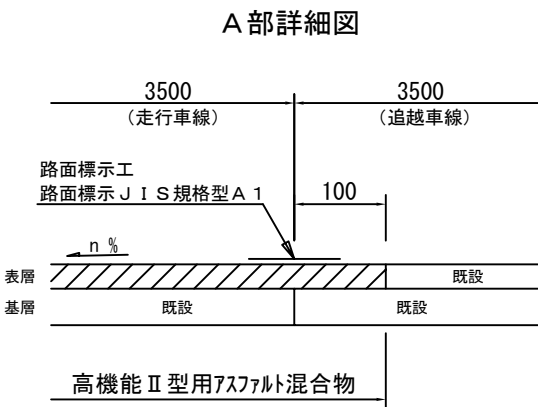 A部詳細図
3500 3500
(走行車線) (追越車線)
路面標示工
路面標示JIS規格型A1 100
n %
表層 既設
基層 既設 既設
高機能Ⅱ型用ｱｽﾌｧﾙﾄ混合物